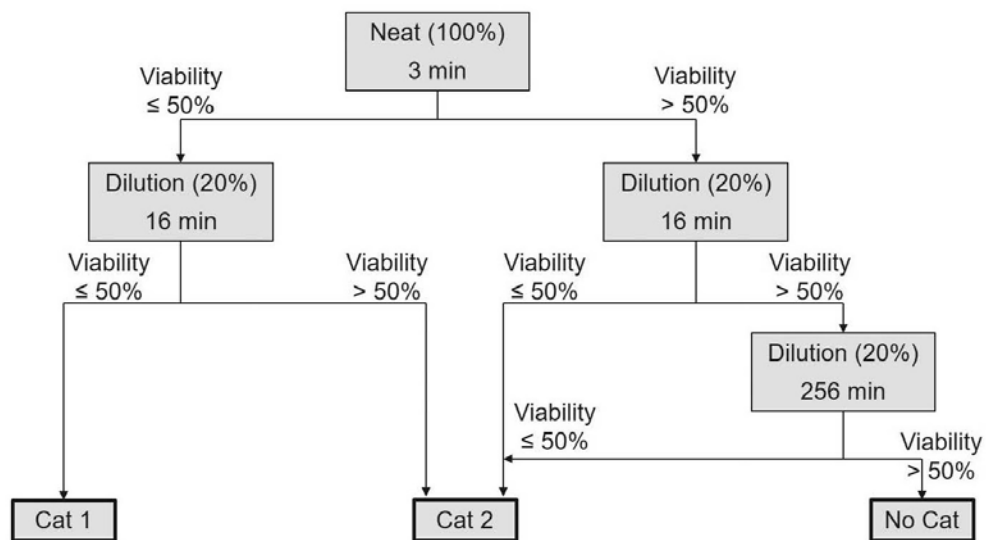 Neat (100%)
3 min
Viability
≤ 50%
Viability
> 50%
Dilution (20%)
16 min
Dilution (20%)
16 min
Viability
≤ 50%
Viability
> 50%
Viability
≤ 50%
Viability
> 50%
Dilution (20%)
256 min
Viability
≤ 50%
Viability
> 50%
Cat 1
Cat 2
No Cat